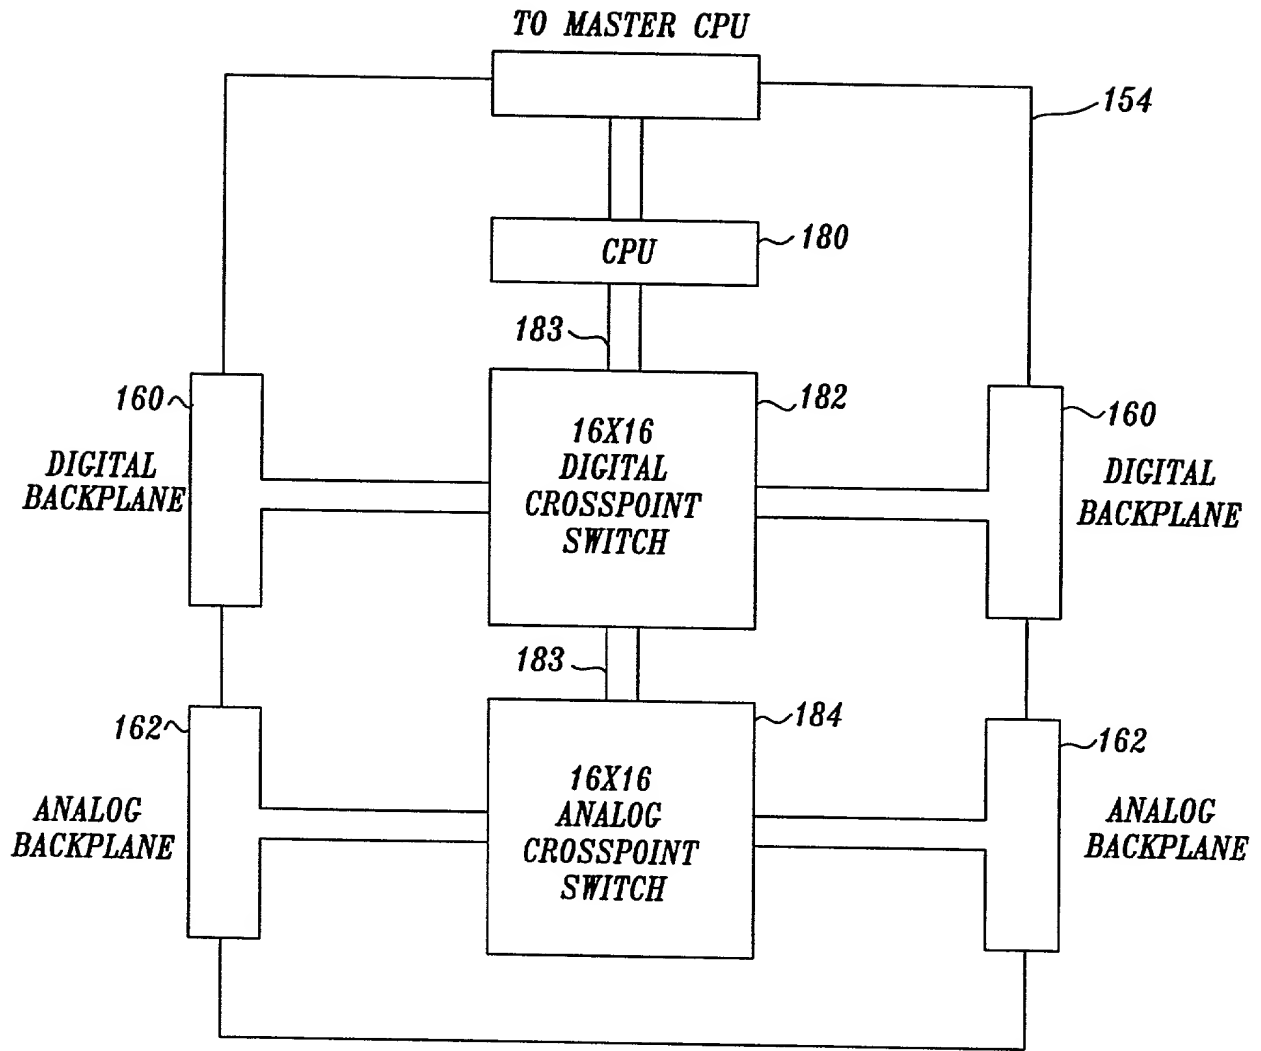 TO MASTER CPU
154
CPU
180
183
160
182
160
16X16
DIGITAL
CROSSPOINT
SWITCH
DIGITAL
BACKPLANE
DIGITAL
BACKPLANE
183
162
184
162
16X16
ANALOG
CROSSPOINT
SWITCH
ANALOG
BACKPLANE
ANALOG
BACKPLANE